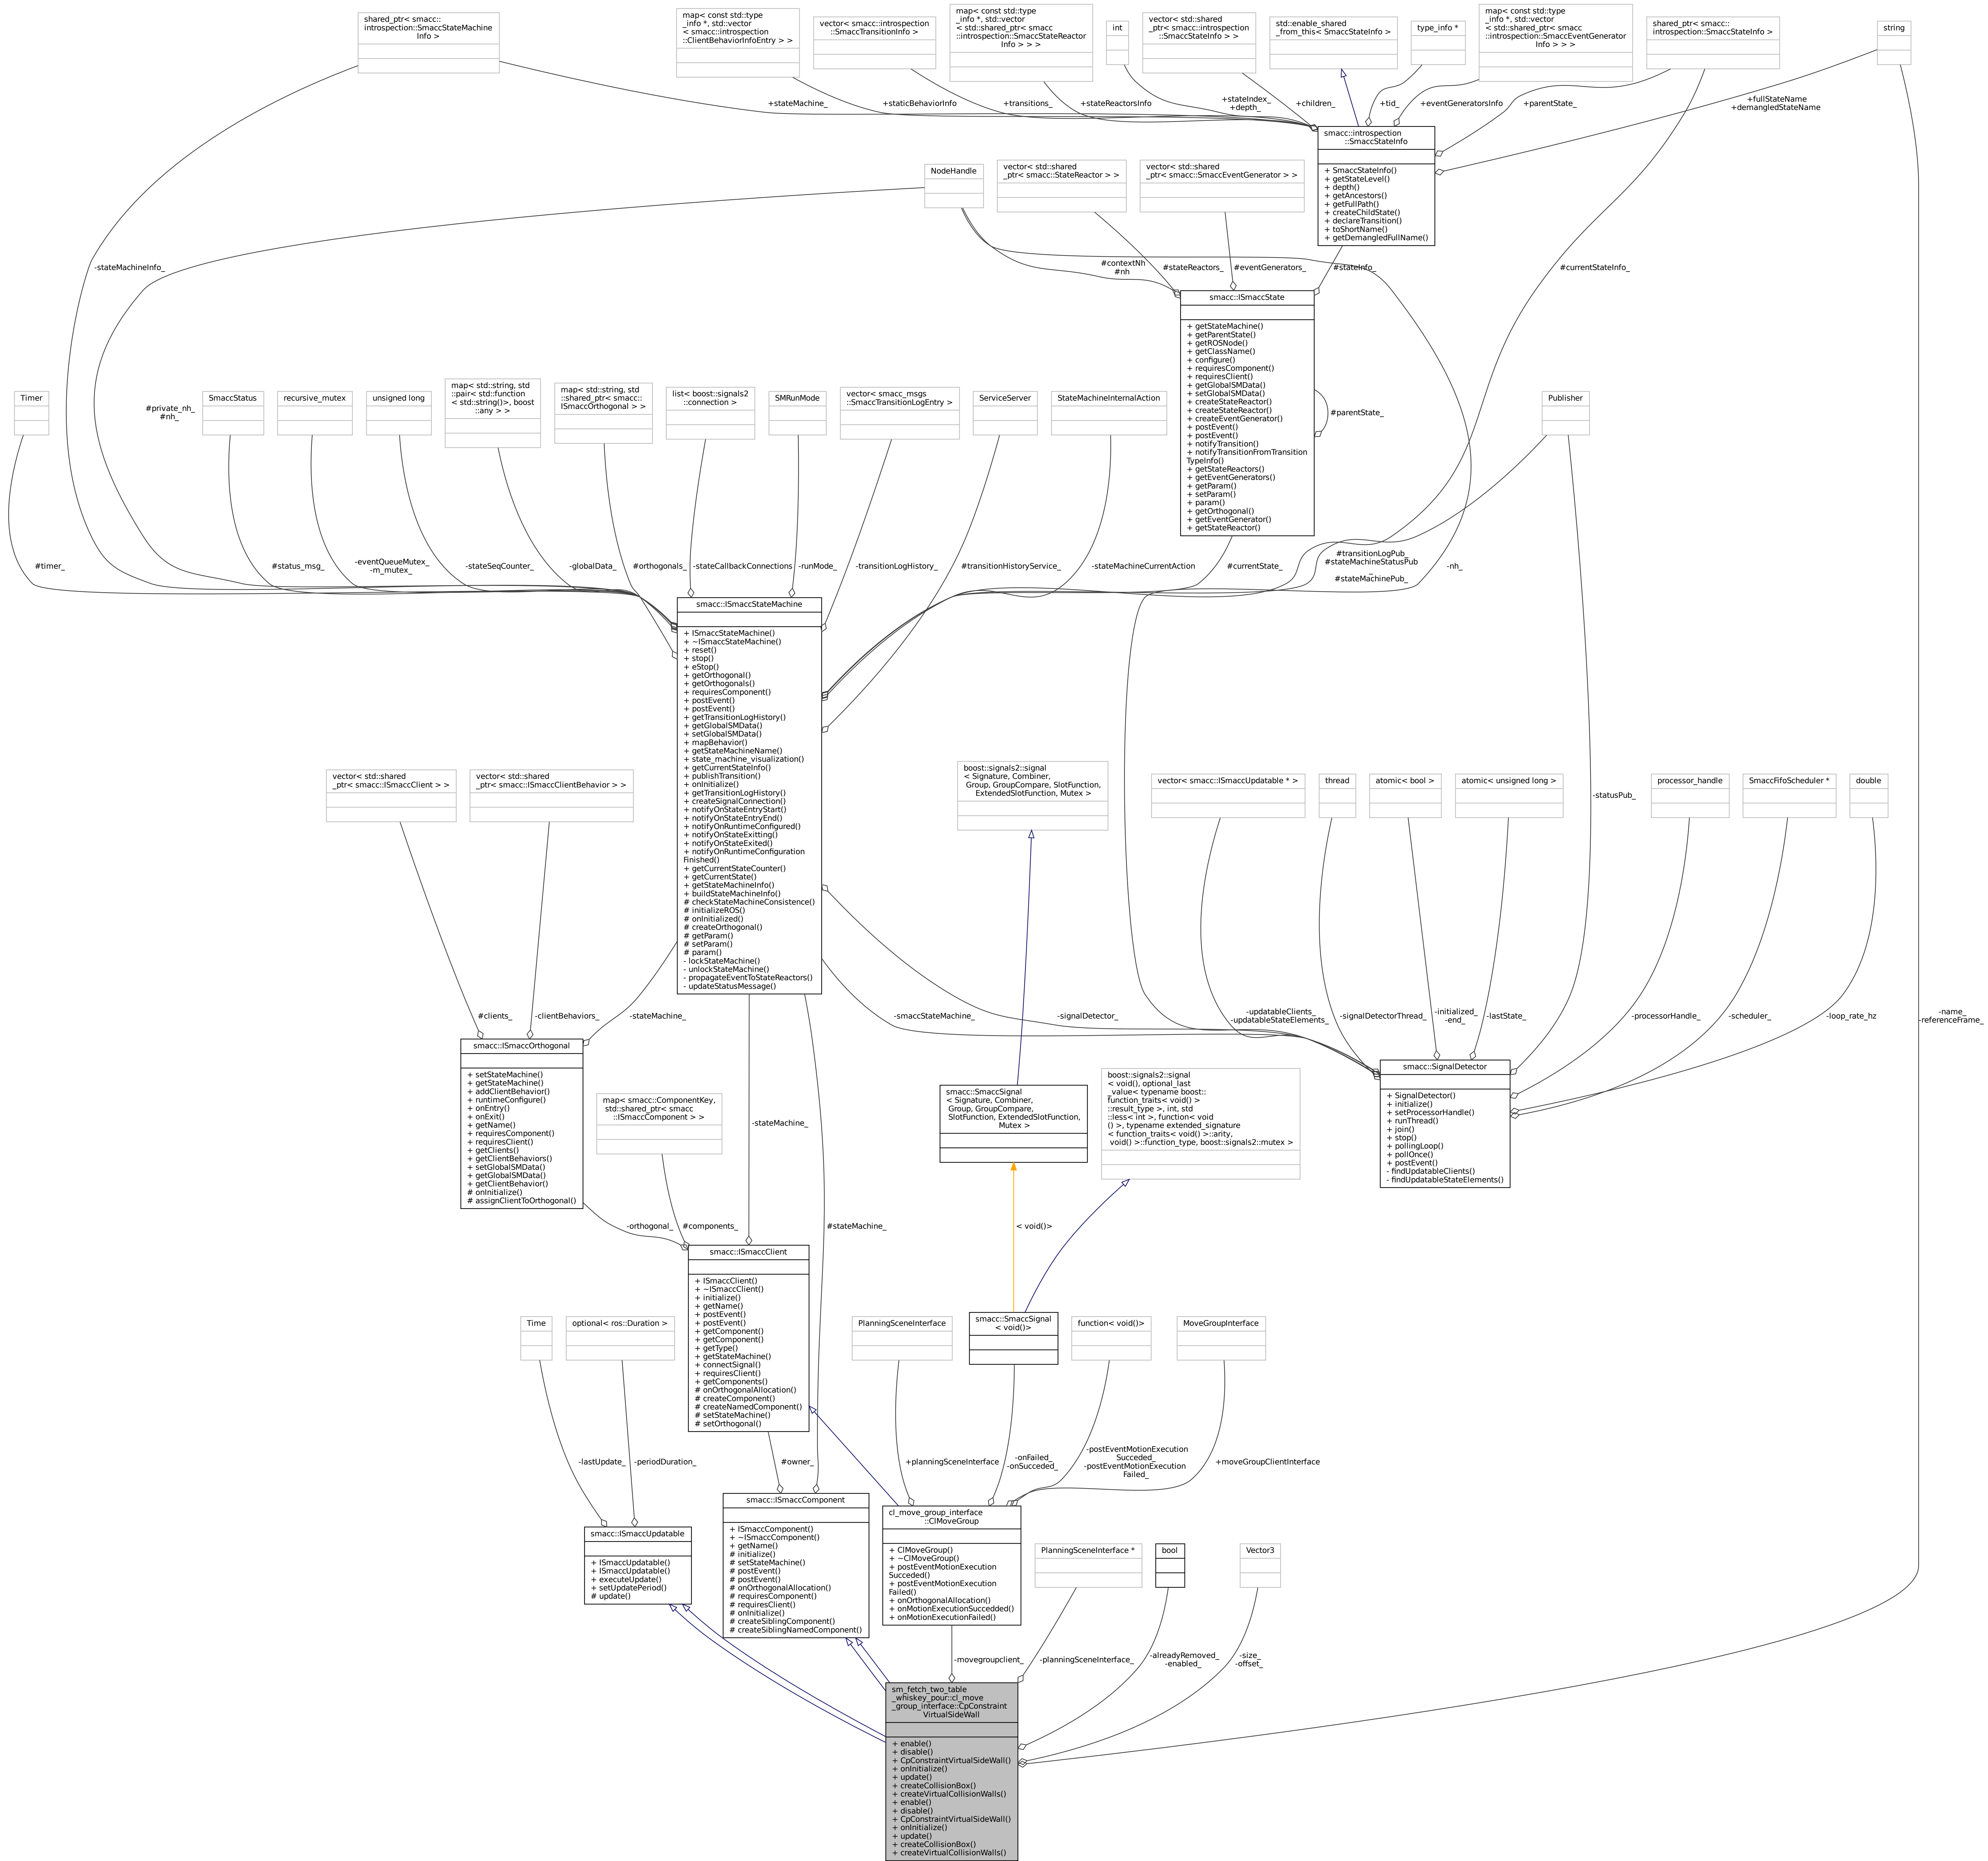 shared_ptr< smacc::
introspection::SmaccStateMachine
Info >
map< const std::type
_info *, std::vector
< smacc::introspection
::ClientBehaviorInfoEntry > >
vector< smacc::introspection
::SmaccTransitionInfo >
map< const std::type
_info *, std::vector
< std::shared_ptr< smacc
::introspection::SmaccStateReactor
Info > > >
int
vector< std::shared
_ptr< smacc::introspection
::SmaccStateInfo > >
std::enable_shared
_from_this< SmaccStateInfo >
type_info *
map< const std::type
_info *, std::vector
< std::shared_ptr< smacc
::introspection::SmaccEventGenerator
Info > > >
shared_ptr< smacc::
introspection::SmaccStateInfo >
string
+stateMachine_
+staticBehaviorInfo
+transitions_
+stateReactorsInfo
+stateIndex_
+depth_
+children_
+tid_
+eventGeneratorsInfo
+parentState_
+fullStateName
+demangledStateName
smacc::introspection
::SmaccStateInfo
+ SmaccStateInfo()
+ getStateLevel()
+ depth()
+ getAncestors()
+ getFullPath()
+ createChildState()
+ declareTransition()
+ toShortName()
+ getDemangledFullName()
NodeHandle
vector< std::shared
_ptr< smacc::StateReactor > >
vector< std::shared
_ptr< smacc::SmaccEventGenerator > >
-stateMachineInfo_
#contextNh
#nh
#stateReactors_
#eventGenerators_
#stateInfo_
#currentStateInfo_
smacc::ISmaccState
+ getStateMachine()
+ getParentState()
+ getROSNode()
+ getClassName()
+ configure()
+ requiresComponent()
+ requiresClient()
+ getGlobalSMData()
+ setGlobalSMData()
+ createStateReactor()
+ createStateReactor()
+ createEventGenerator()
+ postEvent()
+ postEvent()
+ notifyTransition()
+ notifyTransitionFromTransition
TypeInfo()
+ getStateReactors()
+ getEventGenerators()
+ getParam()
+ setParam()
+ param()
+ getOrthogonal()
+ getEventGenerator()
+ getStateReactor()
#parentState_
Timer
#private_nh_
#nh_
SmaccStatus
recursive_mutex
unsigned long
map< std::string, std
::pair< std::function
< std::string()>, boost
::any > >
map< std::string, std
::shared_ptr< smacc::
ISmaccOrthogonal > >
list< boost::signals2
::connection >
SMRunMode
vector< smacc_msgs
::SmaccTransitionLogEntry >
ServiceServer
StateMachineInternalAction
Publisher
#timer_
#status_msg_
-eventQueueMutex_
-m_mutex_
-stateSeqCounter_
-globalData_
#orthogonals_
-stateCallbackConnections
-runMode_
-transitionLogHistory_
#transitionHistoryService_
-stateMachineCurrentAction
#currentState_
#transitionLogPub_
#stateMachineStatusPub
_
#stateMachinePub_
-nh_
smacc::ISmaccStateMachine
+ ISmaccStateMachine()
+ ~ISmaccStateMachine()
+ reset()
+ stop()
+ eStop()
+ getOrthogonal()
+ getOrthogonals()
+ requiresComponent()
+ postEvent()
+ postEvent()
+ getTransitionLogHistory()
+ getGlobalSMData()
+ setGlobalSMData()
+ mapBehavior()
+ getStateMachineName()
+ state_machine_visualization()
+ getCurrentStateInfo()
+ publishTransition()
+ onInitialize()
+ getTransitionLogHistory()
+ createSignalConnection()
+ notifyOnStateEntryStart()
+ notifyOnStateEntryEnd()
+ notifyOnRuntimeConfigured()
+ notifyOnStateExitting()
+ notifyOnStateExited()
+ notifyOnRuntimeConfiguration
Finished()
+ getCurrentStateCounter()
+ getCurrentState()
+ getStateMachineInfo()
+ buildStateMachineInfo()
# checkStateMachineConsistence()
# initializeROS()
# onInitialized()
# createOrthogonal()
# getParam()
# setParam()
# param()
- lockStateMachine()
- unlockStateMachine()
- propagateEventToStateReactors()
- updateStatusMessage()
vector< std::shared
_ptr< smacc::ISmaccClient > >
vector< std::shared
_ptr< smacc::ISmaccClientBehavior > >
boost::signals2::signal
< Signature, Combiner,
Group, GroupCompare, SlotFunction,
ExtendedSlotFunction, Mutex >
vector< smacc::ISmaccUpdatable * >
thread
atomic< bool >
atomic< unsigned long >
-statusPub_
processor_handle
SmaccFifoScheduler *
double
#clients_
-clientBehaviors_
-stateMachine_
-smaccStateMachine_
-signalDetector_
-updatableClients_
-updatableStateElements_
-signalDetectorThread_
-initialized_
-end_
-lastState_
-processorHandle_
-scheduler_
-loop_rate_hz
-name_
-referenceFrame_
smacc::ISmaccOrthogonal
+ setStateMachine()
+ getStateMachine()
+ addClientBehavior()
+ runtimeConfigure()
+ onEntry()
+ onExit()
+ getName()
+ requiresComponent()
+ requiresClient()
+ getClients()
+ getClientBehaviors()
+ setGlobalSMData()
+ getGlobalSMData()
+ getClientBehavior()
# onInitialize()
# assignClientToOrthogonal()
map< smacc::ComponentKey,
std::shared_ptr< smacc
::ISmaccComponent > >
-stateMachine_
smacc::SmaccSignal
< Signature, Combiner,
Group, GroupCompare,
SlotFunction, ExtendedSlotFunction,
Mutex >
boost::signals2::signal
< void(), optional_last
_value< typename boost::
function_traits< void() >
::result_type >, int, std
::less< int >, function< void
() >, typename extended_signature
< function_traits< void() >::arity,
void() >::function_type, boost::signals2::mutex >
smacc::SignalDetector
+ SignalDetector()
+ initialize()
+ setProcessorHandle()
+ runThread()
+ join()
+ stop()
+ pollingLoop()
+ pollOnce()
+ postEvent()
- findUpdatableClients()
- findUpdatableStateElements()
-orthogonal_
#components_
#stateMachine_
< void()>
smacc::ISmaccClient
+ ISmaccClient()
+ ~ISmaccClient()
+ initialize()
+ getName()
+ postEvent()
+ postEvent()
+ getComponent()
+ getComponent()
+ getType()
+ getStateMachine()
+ connectSignal()
+ requiresClient()
+ getComponents()
# onOrthogonalAllocation()
# createComponent()
# createNamedComponent()
# setStateMachine()
# setOrthogonal()
Time
optional< ros::Duration >
PlanningSceneInterface
smacc::SmaccSignal
< void()>
function< void()>
MoveGroupInterface
-lastUpdate_
-periodDuration_
#owner_
+planningSceneInterface
-onFailed_
-onSucceded_
-postEventMotionExecution
Succeded_
-postEventMotionExecution
Failed_
+moveGroupClientInterface
smacc::ISmaccUpdatable
+ ISmaccUpdatable()
+ ISmaccUpdatable()
+ executeUpdate()
+ setUpdatePeriod()
# update()
smacc::ISmaccComponent
+ ISmaccComponent()
+ ~ISmaccComponent()
+ getName()
# initialize()
# setStateMachine()
# postEvent()
# postEvent()
# onOrthogonalAllocation()
# requiresComponent()
# requiresClient()
# onInitialize()
# createSiblingComponent()
# createSiblingNamedComponent()
cl_move_group_interface
::ClMoveGroup
+ ClMoveGroup()
+ ~ClMoveGroup()
+ postEventMotionExecution
Succeded()
+ postEventMotionExecution
Failed()
+ onOrthogonalAllocation()
+ onMotionExecutionSuccedded()
+ onMotionExecutionFailed()
PlanningSceneInterface *
bool
Vector3
-movegroupclient_
-planningSceneInterface_
-alreadyRemoved_
-enabled_
-size_
-offset_
sm_fetch_two_table
_whiskey_pour::cl_move
_group_interface::CpConstraint
VirtualSideWall
+ enable()
+ disable()
+ CpConstraintVirtualSideWall()
+ onInitialize()
+ update()
+ createCollisionBox()
+ createVirtualCollisionWalls()
+ enable()
+ disable()
+ CpConstraintVirtualSideWall()
+ onInitialize()
+ update()
+ createCollisionBox()
+ createVirtualCollisionWalls()